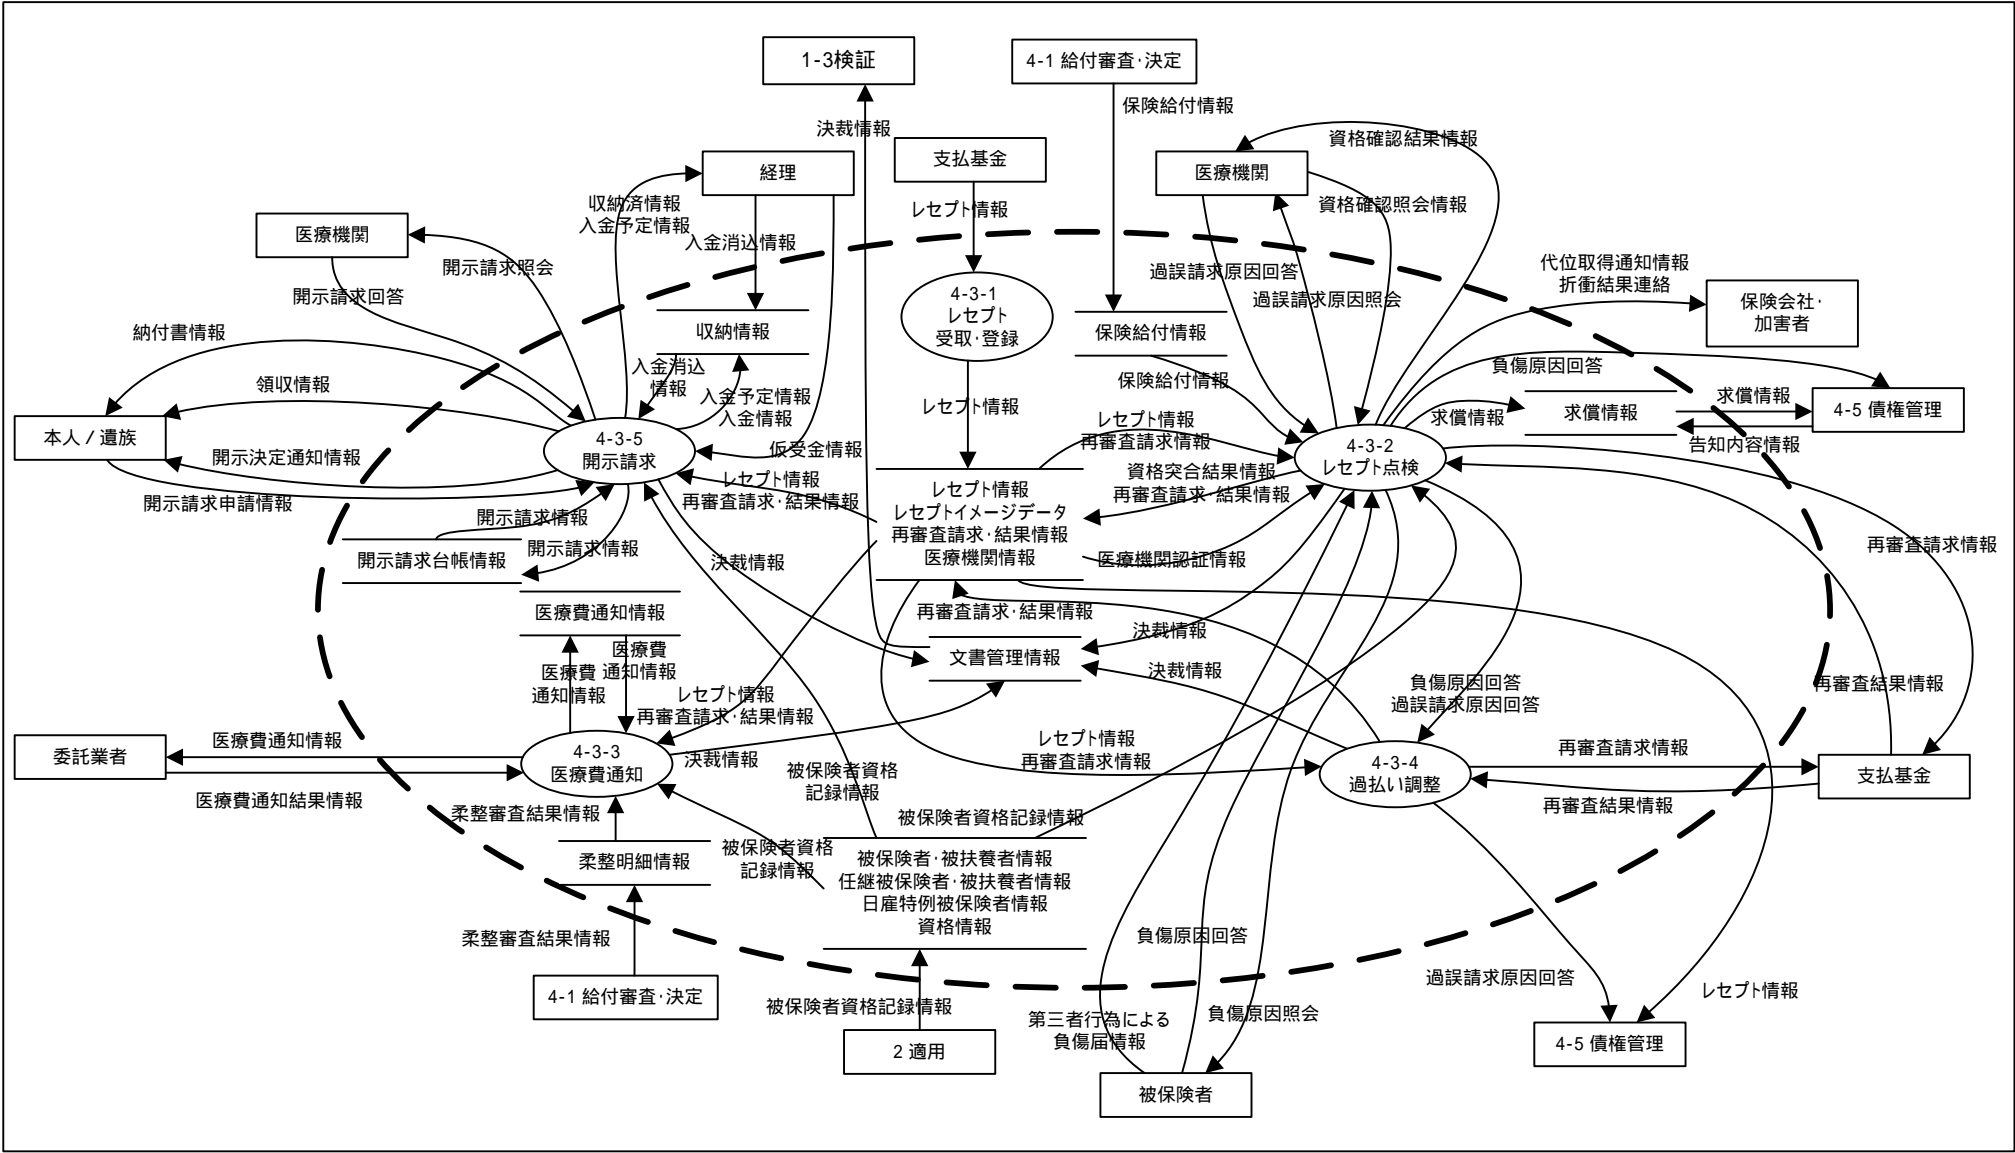 1-3検証
4-1 給付審査・決定
保険給付情報
決裁情報
支払基金
資格確認結果情報
経理
医療機関
収納済情報
入金予定情報
レセプト情報
資格確認照会情報
医療機関
入金消込情報
開示請求照会
開示請求回答
過誤請求原因回答
過誤請求原因照会
代位取得通知情報
折衝結果連絡
4-3-1
レセプト
受取・登録
保険会社・
加害者
納付書情報
収納情報
保険給付情報
入金消込
情報
保険給付情報
負傷原因回答
領収情報
入金予定情報
入金情報
レセプト情報
レセプト情報
再審査請求情報
求償情報
求償情報
求償情報
4-5 債権管理
本人 / 遺族
4-3-5
開示請求
仮受金情報
4-3-2
レセプト点検
告知内容情報
開示決定通知情報
開示請求申請情報
レセプト情報
再審査請求・結果情報
資格突合結果情報
再審査請求・結果情報
レセプト情報
レセプトイメージデータ
再審査請求・結果情報
医療機関情報
開示請求情報
開示請求情報
開示請求台帳情報
決裁情報
医療機関認証情報
再審査請求情報
医療費通知情報
再審査請求・結果情報
決裁情報
医療費
通知情報
医療費
通知情報
文書管理情報
決裁情報
レセプト情報
再審査請求・結果情報
負傷原因回答
過誤請求原因回答
再審査結果情報
委託業者
医療費通知情報
4-3-3
医療費通知
決裁情報
レセプト情報
再審査請求情報
4-3-4
過払い調整
再審査請求情報
支払基金
医療費通知結果情報
被保険者資格
記録情報
再審査結果情報
柔整審査結果情報
被保険者資格記録情報
柔整明細情報
被保険者資格
記録情報
被保険者・被扶養者情報
任継被保険者・被扶養者情報
日雇特例被保険者情報
資格情報
柔整審査結果情報
負傷原因回答
4-1 給付審査・決定
被保険者資格記録情報
過誤請求原因回答
レセプト情報
第三者行為による
負傷届情報
負傷原因照会
2 適用
4-5 債権管理
被保険者